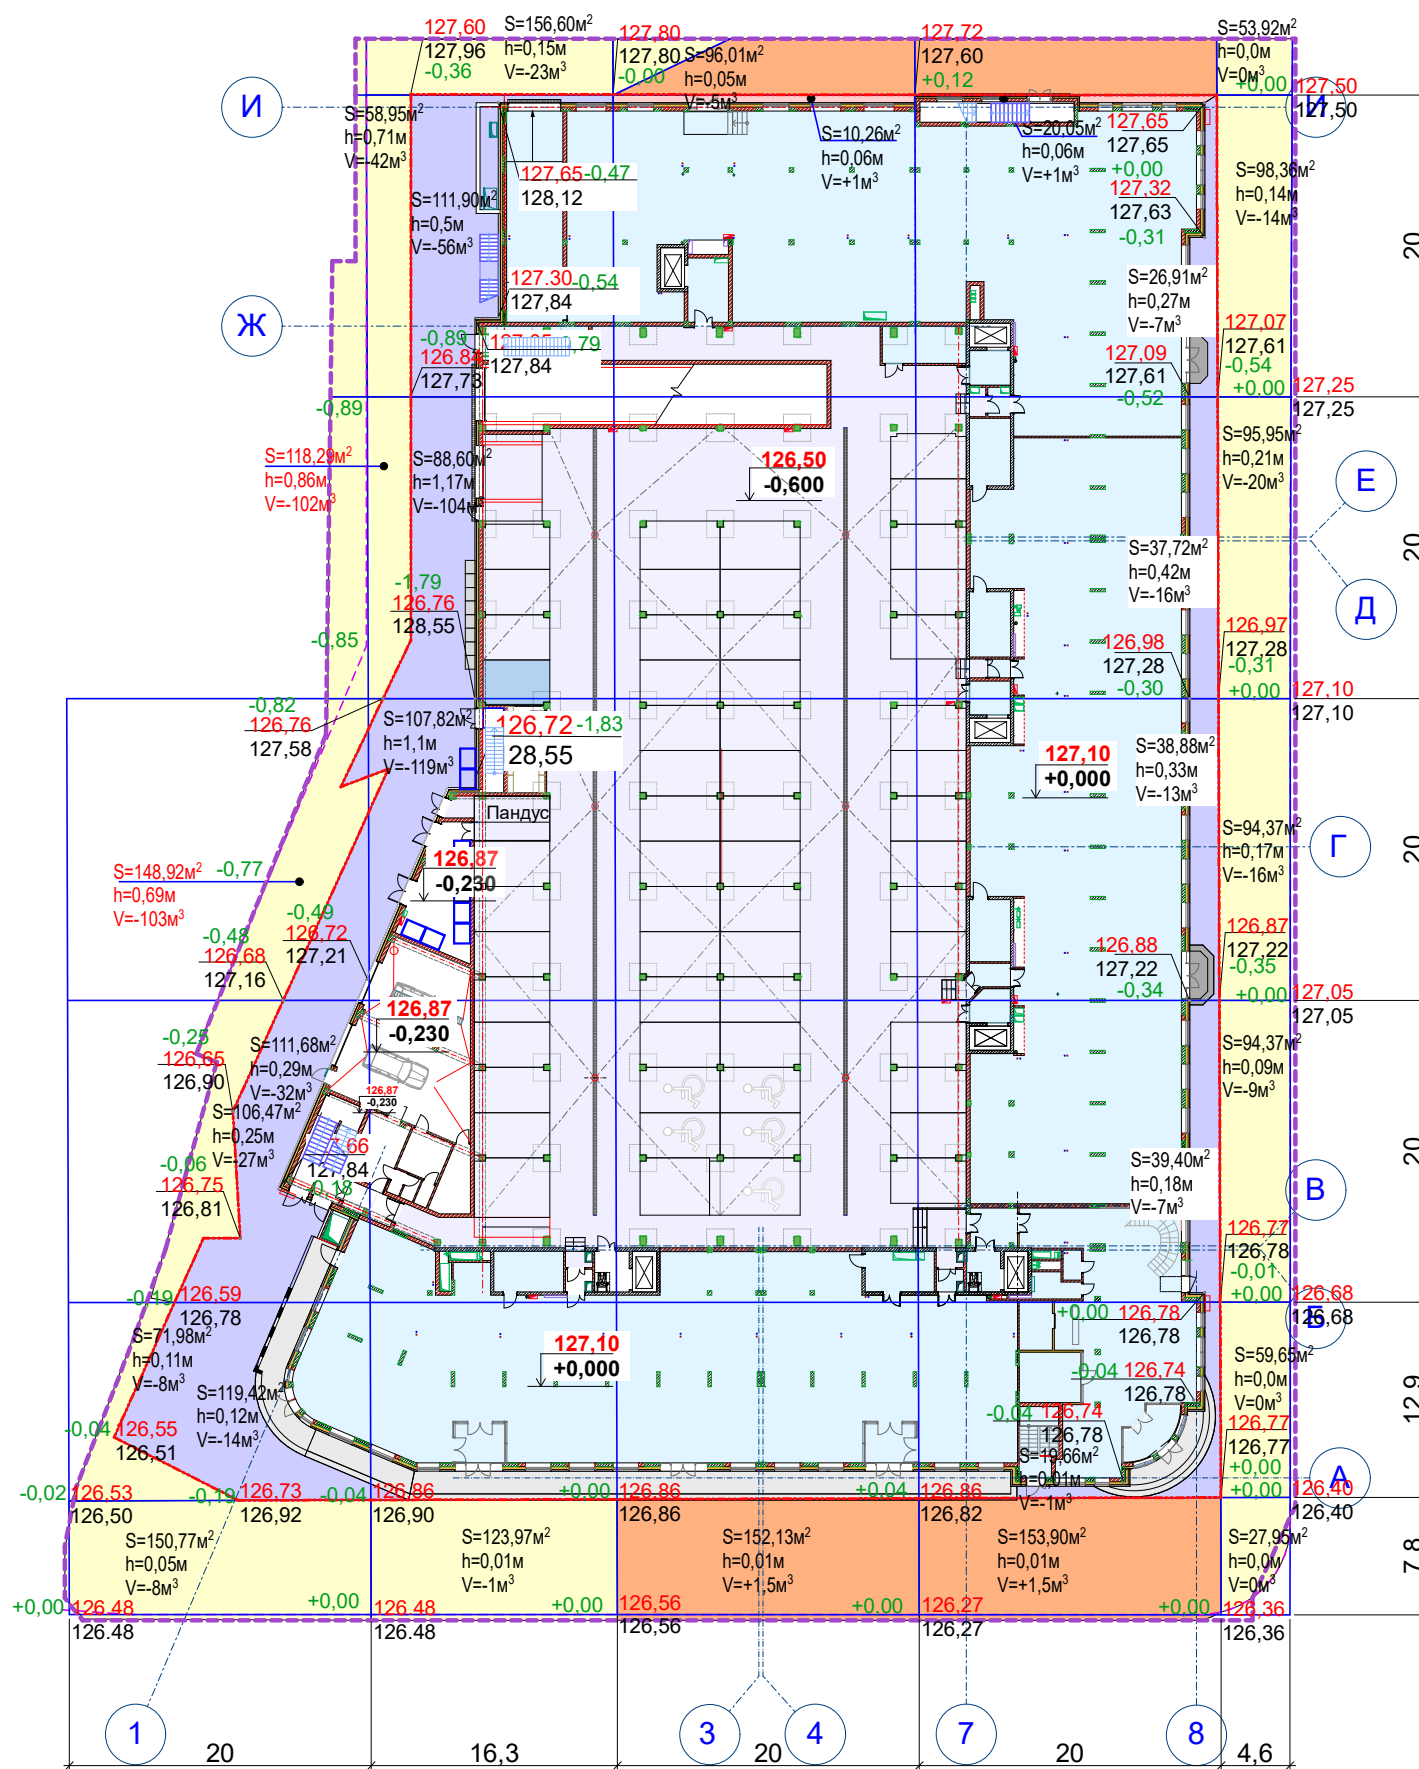 127,60
127,96
-0,36
S=156,60м²
h=0,15м
V=-23м³
127,80
127,80
-0,00
S=96,01м²
h=0,05м
V=-5м³
127,72
127,60
+0,12
S=53,92м²
h=0,0м
V=0м³
+0,00
127,50
127,50
И
И
S=58,95м²
h=0,71м
V=-42м³
S=10,26м²
h=0,06м
V=+1м³
S=20,05м²
h=0,06м
V=+1м³
127,65
127,65
+0,00
127,32
127,63
-0,31
S=98,36м²
h=0,14м
V=-14м³
127,65 -0,47
128,12
S=111,90м²
h=0,5м
V=-56м³
20
127.30 -0,54
127,84
S=26,91м²
h=0,27м
V=-7м³
Ж
-0,89
126.84
127,73
127,84
127,07
127,61
-0,54
+0,00
127,09
127,61
-0,52
127,25
127,25
-0,89
S=118,29м²
h=0,86м
V=-102м³
S=88,60м²
h=1,17м
V=-104м³
126,50
-0,600
S=95,95м²
h=0,21м
V=-20м³
Е
20
S=37,72м²
h=0,42м
V=-16м³
-1,79
126,76
128,55
Д
-0,85
126,98
127,28
-0,30
126,97
127,28
-0,31
+0,00
127,10
127,10
-0,82
126,76
127,58
S=107,82м²
h=1,1м
V=-119м³
126,72 -1,83
28,55
127,10
+0,000
S=38,88м²
h=0,33м
V=-13м³
Пандус
126,87
-0,230
S=94,37м²
h=0,17м
V=-16м³
Г
20
S=148,92м²
h=0,69м
V=-103м³
-0,77
-0,49
126,72
127,21
-0,48
126,68
127,16
126,88
127,22
-0,34
126,87
127,22
-0,35
+0,00
127,05
127,05
126,87
-0,230
-0,25
126,65
126,90
S=111,68м²
h=0,29м
V=-32м³
S=94,37м²
h=0,09м
V=-9м³
126,87
-0,230
S=106,47м²
h=0,25м
V=-27м³
66
127,84
-0,18
20
S=39,40м²
h=0,18м
V=-7м³
-0,06
126,75
126,81
В
126,77
126,78
-0,01
+0,00
126,68
126,68
Б
-0,19
126,59
126,78
+0,00
126,78
126,78
S=71,98м²
h=0,11м
V=-8м³
127,10
+0,000
S=59,65м²
h=0,0м
V=0м³
12,9
S=119,42м²
h=0,12м
V=-14м³
-0,04
126,74
126,78
-0,04
126,74
126,78
-0,04
126,55
126,51
126,77
126,77
+0,00
S=19,66м²
h=0,01м
V=-1м³
А
-0,02
126,53
126,50
-0,19
126,73
126,92
-0,04
126,86
126,90
+0,00
126,86
126,86
+0,04
126,86
126,82
+0,00
126,40
126,40
S=150,77м²
h=0,05м
V=-8м³
S=123,97м²
h=0,01м
V=-1м³
S=152,13м²
h=0,01м
V=+1,5м³
S=153,90м²
h=0,01м
V=+1,5м³
S=27,95м²
h=0,0м
V=0м³
7,8
+0,00
126.48
126.48
+0,00
126.48
126.48
+0,00
126,56
126,56
+0,00
126,27
126,27
+0,00
126,36
126,36
1
3
4
7
8
20
16,3
20
20
4,6